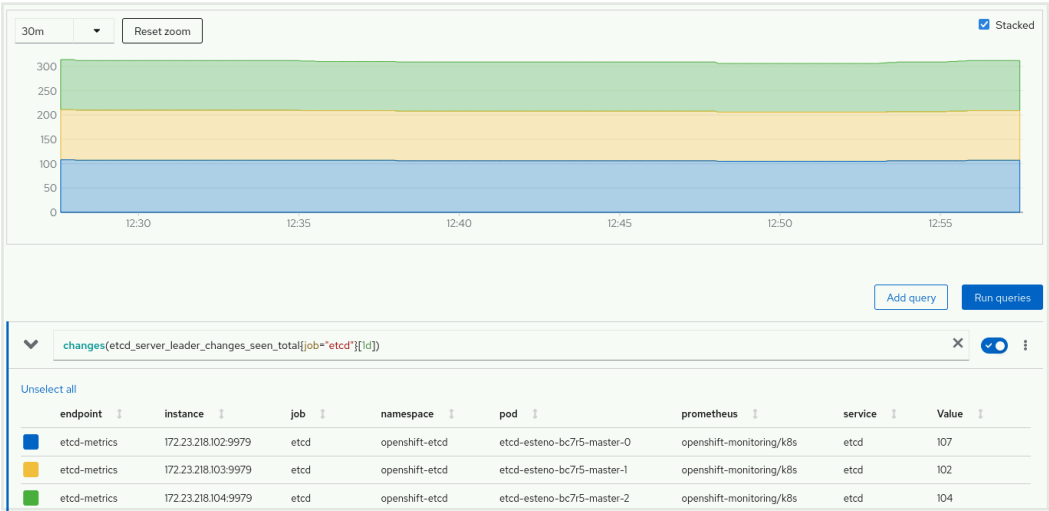 30m
Reset zoom
Stacked
300
250
200
150
100
50
0
12:30 12:35 12:40 12:45 12:50 12:55
Add query Run queries
changes(etcd_server_leader_changes_seen_total{job="etcd"}[1d])
Unselect all
endpoint instance job namespace pod prometheus service Value
etcd-metrics 172.23.218.102:9979 etcd openshift-etcd etcd-esteno-bc7r5-master-0 openshift-monitoring/k8s etcd 107
etcd-metrics 172.23.218.103:9979 etcd openshift-etcd etcd-esteno-bc7r5-master-1 openshift-monitoring/k8s etcd 102
etcd-metrics 172.23.218.104:9979 etcd openshift-etcd etcd-esteno-bc7r5-master-2 openshift-monitoring/k8s etcd 104